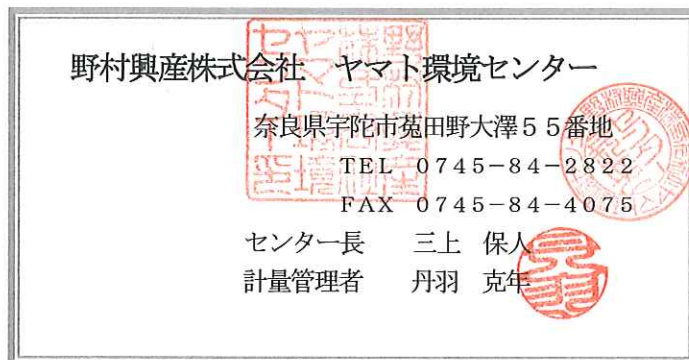 野村興産株式会社　ヤマト環境センター
奈良県宇陀市菟田野大澤５５番地
TEL　0745−84−2822
FAX　0745−84−4075
センター長　三上　保人
計量管理者　丹羽　克年
丹羽